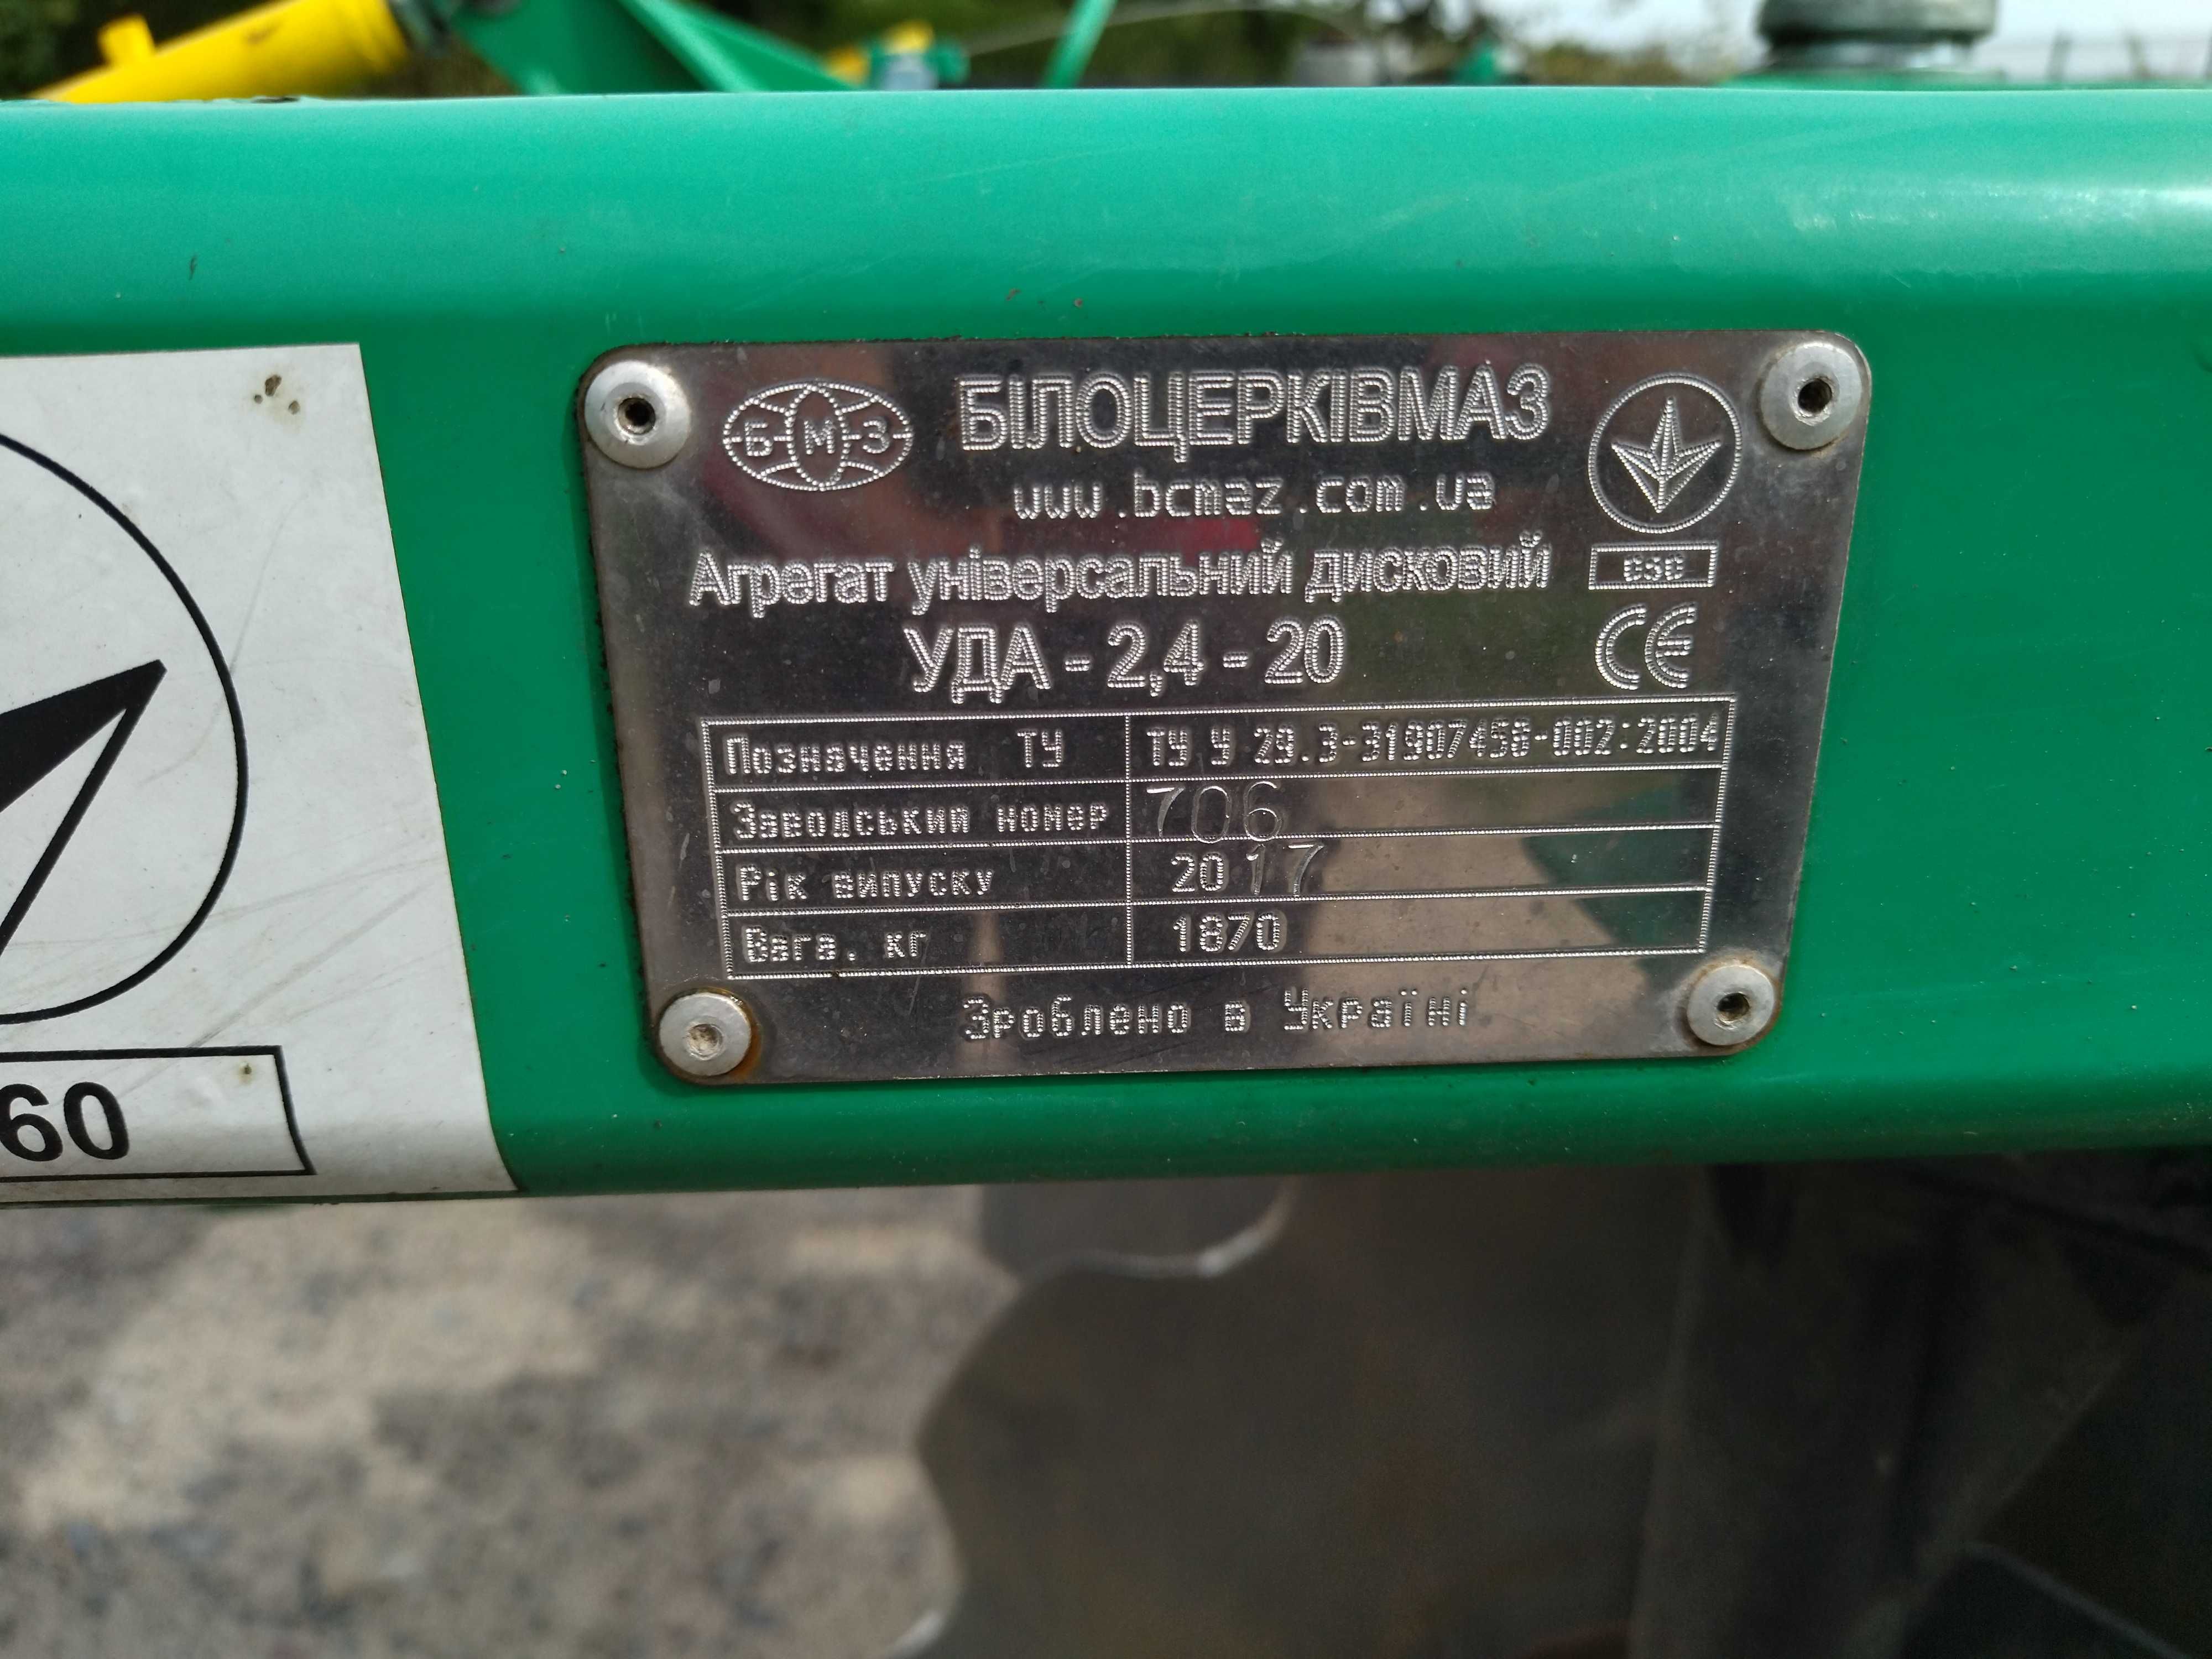 Б М З
БІЛОЦЕРКІВМАЗ
www.bcmaz.com.ua
Агрегат універсальний дисковий
УДА - 2,4 - 20
CE
Позначення ТУ ТУ У 29.3-31907458-002:2004
Заводський номер 706
Рік випуску 2017
Вага. кг 1870
Зроблено в Україні
60